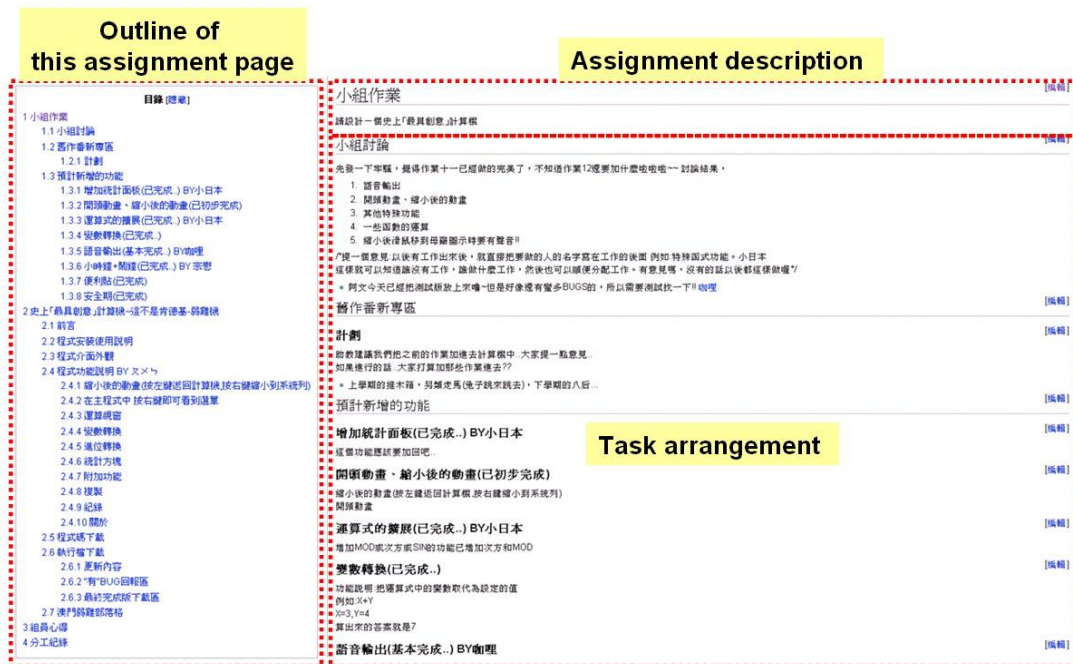 Outline of
this assignment page
目錄 [隱藏]
1 小組作業
1.1 小組討論
1.2 舊作番新專區
1.2.1 計劃
1.3 預計新增的功能
1.3.1 增加統計面板(已完成..) BY小日本
1.3.2 開頭動畫、縮小後的動畫(已初步完成)
1.3.3 運算式的擴展(已完成..) BY小日本
1.3.4 變數轉換(已完成..)
1.3.5 語音輸出(基本完成..) BY咖哩
1.3.6 小時鐘+鬧鐘(已完成..) BY 宗憲
1.3.7 便利貼(已完成)
1.3.8 安全期(已完成)
2 史上「最具創意」計算機-這不是肯德基-弱雞機
2.1 前言
2.2 程式安裝使用說明
2.3 程式介面外觀
2.4 程式功能說明 BY ㄆㄨㄣ
2.4.1 縮小後的動畫(按左鍵返回計算機,按右鍵縮小到系統列)
2.4.2 在主程式中 按右鍵即可看到選單
2.4.3 運算視窗
2.4.4 變數轉換
2.4.5 進位轉換
2.4.6 統計方塊
2.4.7 附加功能
2.4.8 複製
2.4.9 紀錄
2.4.10 關於
2.5 程式碼下載
2.6 執行檔下載
2.6.1 更新內容
2.6.2 "有"BUG回報區
2.6.3 最終完成版下載區
2.7 澳門弱雞部落格
3 組員心得
4 分工紀錄
Assignment description
小組作業
[編輯]
請設計一個史上「最具創意」計算機
小組討論
[編輯]
先發一下牢騷，覺得作業十一已經做的完美了，不知道作業12還要加什麼啦啦啦~~ 討論結果，
1. 語音輸出
2. 開頭動畫、縮小後的動畫
3. 其他特殊功能
4. 一些函數的運算
5. 縮小後滑鼠移到母雞圖示時要有聲音!!
/*提一個意見:以後有工作出來後，就直接把要做的人的名字寫在工作的後面 例如:特殊函式功能。小日本
這樣就可以知道誰沒有工作，誰做什麼工作，然後也可以順便分配工作。有意見嗎，沒有的話以後都這樣做喔*/
阿文今天已經把測試版放上來嚕~但是好像還有蠻多BUGS的，所以需要測試找一下!! 咖哩
舊作番新專區
[編輯]
計劃
[編輯]
助教建議我們把之前的作業加進去計算機中..大家提一點意見..
如果進行的話..大家打算加那些作業進去??
上學期的推木箱，另類走馬(兔子跳來跳去)，下學期的八后...
預計新增的功能
[編輯]
增加統計面板(已完成..) BY小日本
[編輯]
這個功能應該要加回吧..
Task arrangement
開頭動畫、縮小後的動畫(已初步完成)
[編輯]
縮小後的動畫(按左鍵返回計算機,按右鍵縮小到系統列)
開頭動畫
運算式的擴展(已完成..) BY小日本
[編輯]
增加MOD或次方或SIN的功能已增加次方和MOD
變數轉換(已完成..)
[編輯]
功能說明:把運算式中的變數取代為設定的值
例如:X+Y
X=3,Y=4
算出來的答案就是7
語音輸出(基本完成..) BY咖哩
[編輯]